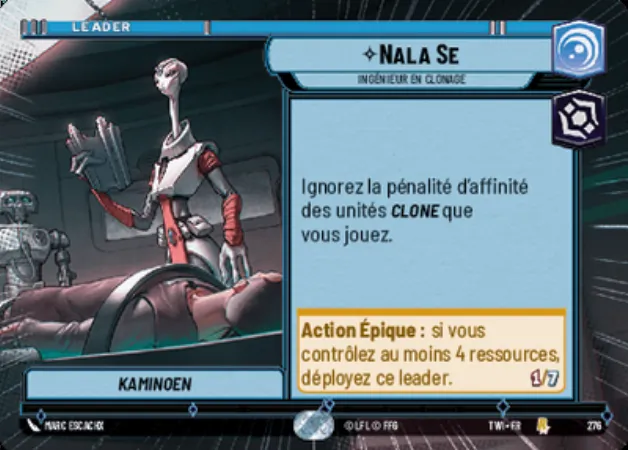 LEADER
NALA SE
INGÉNIEUR EN CLONAGE
Ignorez la pénalité d'affinité
des unités CLONE que
vous jouez.
Action Épique : si vous
contrôlez au moins 4 ressources,
déployez ce leader. 1/7
KAMINOEN
MARC ESCACHX
© LFL © FFG
TWI • FR
276